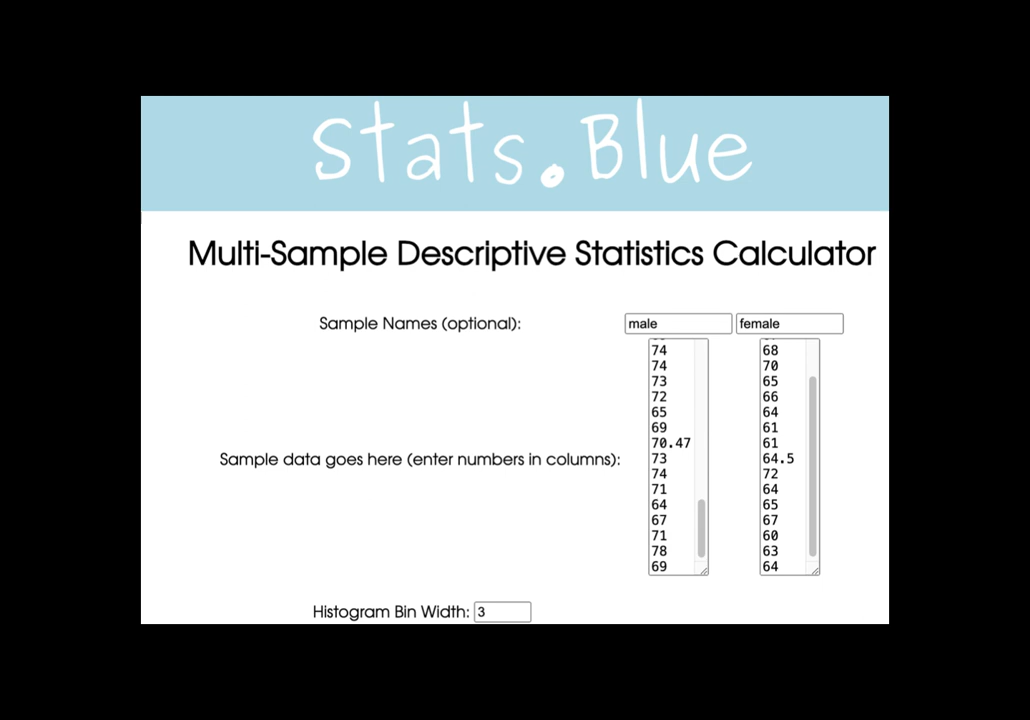 Stats.Blue
Multi-Sample Descriptive Statistics Calculator
Sample Names (optional): male female
74 68
74 70
73 65
72 66
65 64
69 61
70.47 61
Sample data goes here (enter numbers in columns): 73 64.5
74 72
71 64
64 65
67 67
71 60
78 63
69 64
Histogram Bin Width: 3